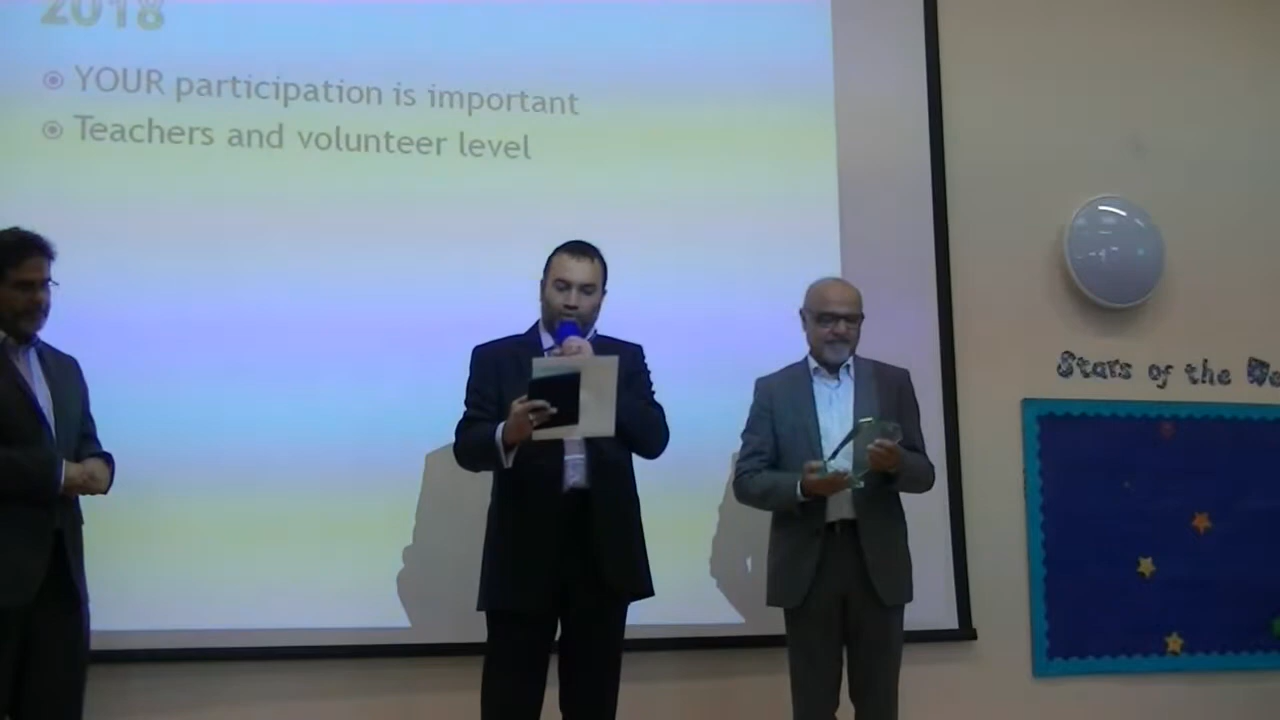 2018
YOUR participation is important
Teachers and volunteer level
Stars of the